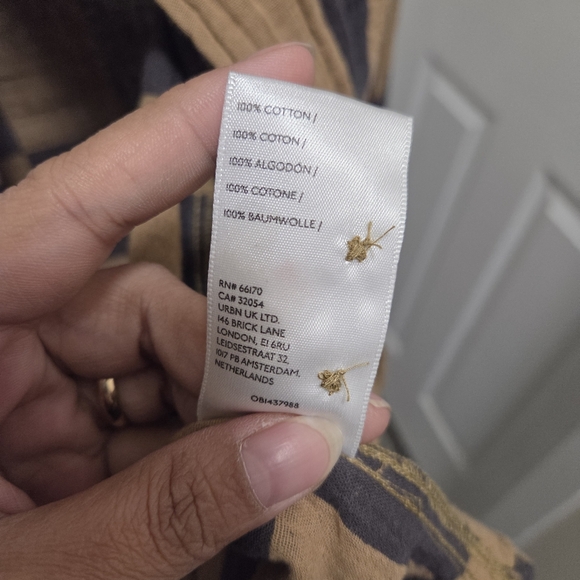 100% COTTON /
100% COTON /
100% ALGODÓN /
100% COTONE /
100% BAUMWOLLE /
RN# 66170
CA# 32054
URBN UK LTD.
146 BRICK LANE
LONDON, E1 6RU
LEIDSESTRAAT 32,
1017 PB AMSTERDAM,
NETHERLANDS
OB1437988